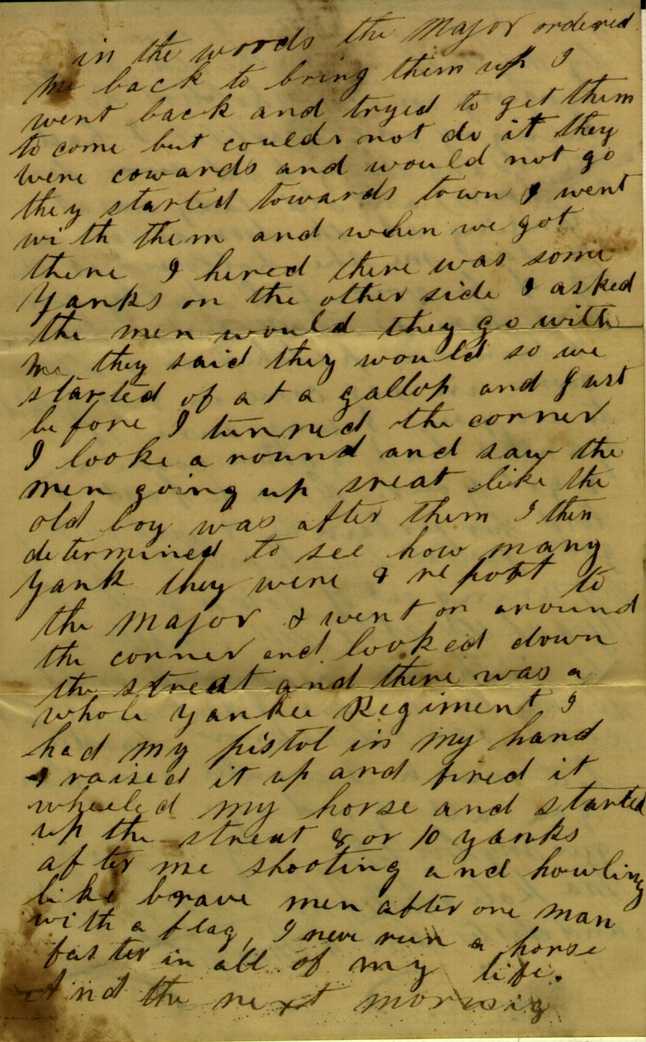 in the woods the Major ordered
me back to bring them up I
went back and tryed to get them
to come but could not do it they
were cowards and would not go
they started towards town I went
with them and when we got
there I hered there was some
Yanks on the other side I asked
the men would they go with
me they said they would so we
started of at a gallop and Just
before I turned the corner
I looke around and saw the
men going up sreat like the
old boy was after them I then
determined to see how many
Yank they were & report to
the Major I went on around
the corner and looked down
the streat and there was a
whole Yankee Regiment, I
had my pistol in my hand
I raised it up and fired it
wheeled my horse and started
up the streat 8 or 10 yanks
after me shooting and howling
like brave men after one man
with a flag, I neve run a horse
faster in all of my life.
And the next morning